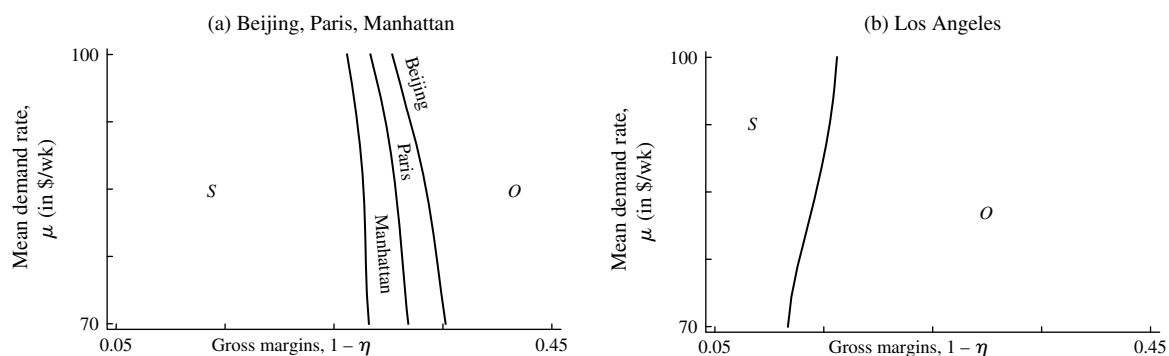 (a) Beijing, Paris, Manhattan
100
70
Mean demand rate,
μ (in $/wk)
S
Manhattan
Paris
Beijing
O
0.05
Gross margins, 1 – η
0.45
(b) Los Angeles
100
70
Mean demand rate,
μ (in $/wk)
S
O
0.05
Gross margins, 1 – η
0.45